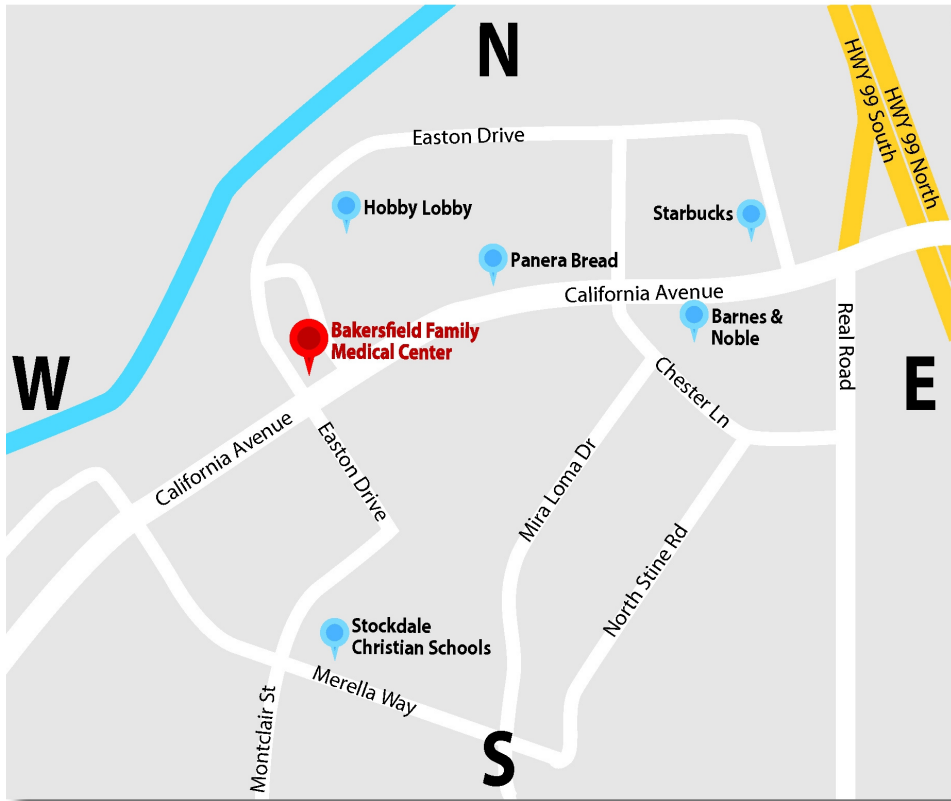 N
HWY 99 South
HWY 99 North
Easton Drive
Hobby Lobby
Starbucks
Panera Bread
California Avenue
Barnes &
Noble
Real Road
Bakersfield Family
Medical Center
W
E
Chester Ln
California Avenue
Easton Drive
Mira Loma Dr
North Stine Rd
Stockdale
Christian Schools
Merella Way
Montclair St
S